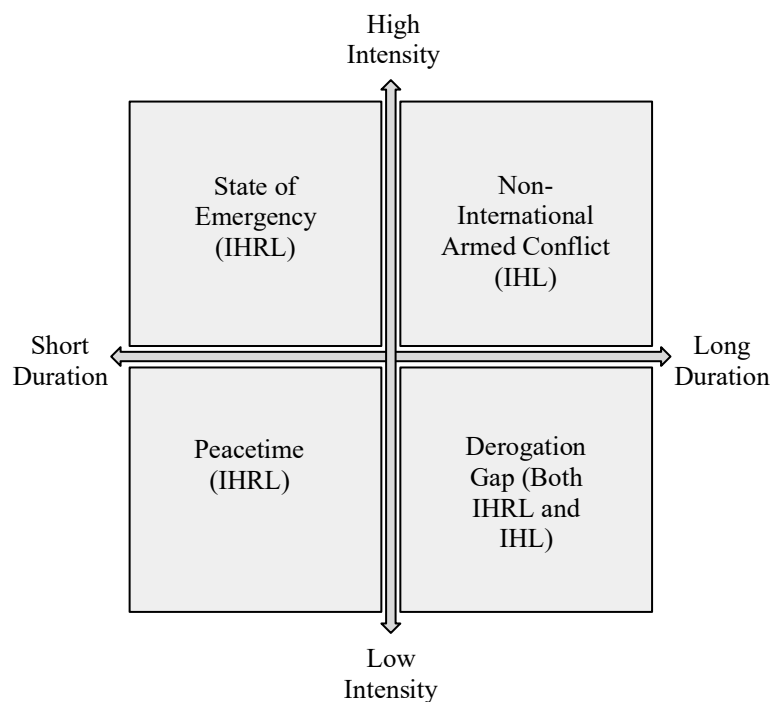 High
Intensity
State of
Emergency
(IHRL)
Non-
International
Armed Conflict
(IHL)
Short
Duration
Long
Duration
Peacetime
(IHRL)
Derogation
Gap (Both
IHRL and
IHL)
Low
Intensity